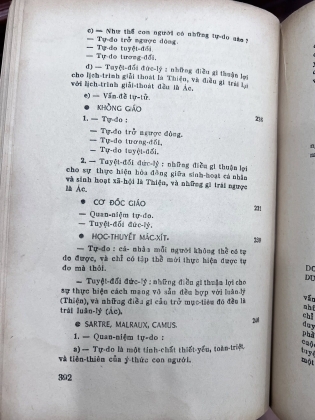 c) — Như thế con người có những tự-do nào?
— Tự-do trở ngược dòng.
— Tự-do tuyệt-đối.
— Tự-do tương-đối.
d) — Tuyệt-đối đức-lý : những điều gì thuận lợi
cho lịch-trình giải thoát là Thiện, và điều gì trái lại
với lịch-trình giải-thoát đều là Ác.
e) — Vấn-đề tự-tử.
● KHỔNG GIÁO
1. — Tự-do :
— Tự-do trở ngược dòng.
— Tự-do tương-đối.
— Tự-do tuyệt-đối.
2. — Tuyệt-đối đức-lý : những điều gì thuận lợi
cho sự thực hiện hòa đồng giữa sinh-hoạt cá nhân
và sinh hoạt xã-hội là Thiện, và những gì trái ngược
là Ác.
● CƠ ĐỐC GIÁO 231
— Quan-niệm tự-do.
— Tuyệt-đối đức-lý.
● HỌC-THUYẾT MÁC-XÍT. 239
— Tự-do : cá- nhân mỗi người không thể có tự
do được, và chỉ có tập thể mới thực hiện được tự
do mà thôi.
— Tuyệt-đối đức-lý : những điều gì thuận lợi cho
sự thực hiện cách mạng vô sản đều hợp với luân-lý
(Thiện), và những điều gì cản trở mục-tiêu đó đều là
trái luân-lý (Ác).
● SARTRE, MALRAUX, CAMUS.
1. — Quan-niệm tự-do :
a) — Tự-do là một tính-chất thiết-yếu, toàn-triệt
và tiên-thiên của ý-thức con người.
302